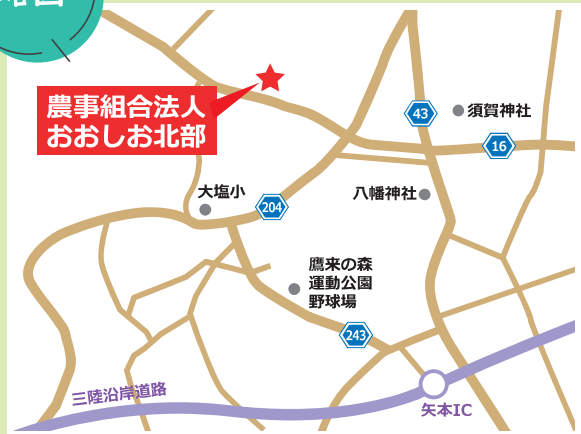 農事組合法人
おおしお北部
43
須賀神社
16
大塩小
204
八幡神社
鷹来の森
運動公園
野球場
243
三陸沿岸道路
矢本IC